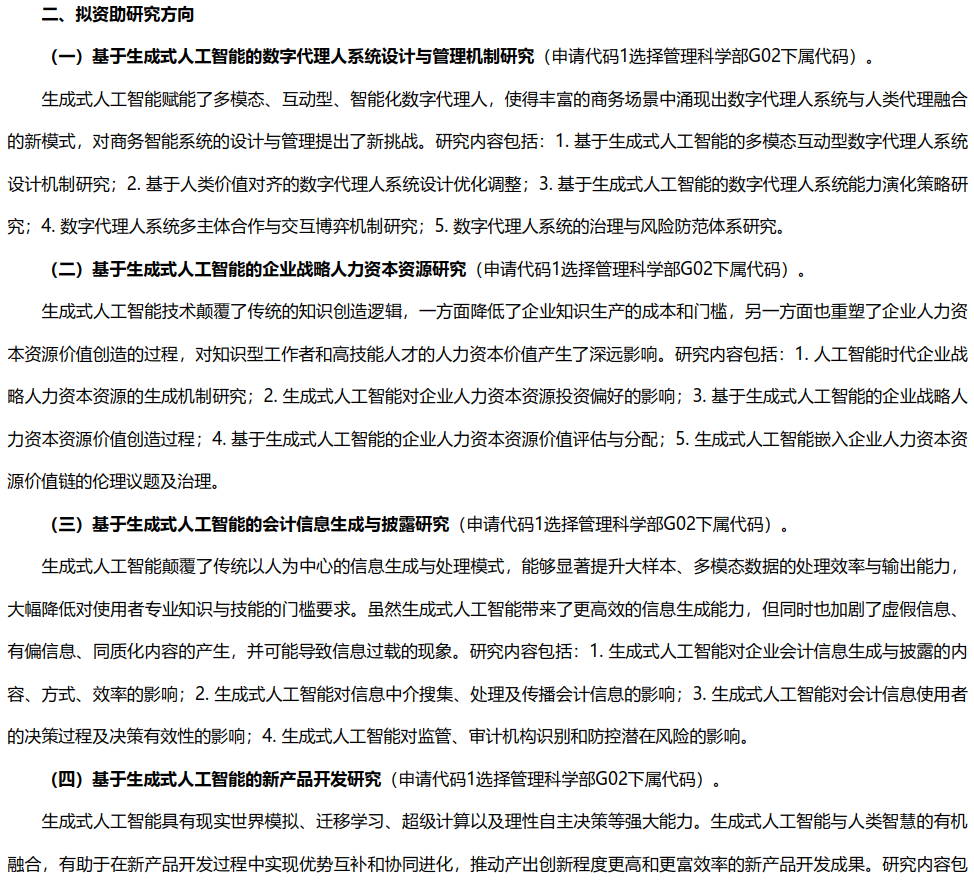 二、拟资助研究方向
（一）基于生成式人工智能的数字代理人系统设计与管理机制研究（申请代码1选择管理科学部G02下属代码）。
生成式人工智能赋能了多模态、互动型、智能化数字代理人，使得丰富的商务场景中涌现出数字代理人系统与人类代理融合
的新模式，对商务智能系统的设计与管理提出了新挑战。研究内容包括：1. 基于生成式人工智能的多模态互动型数字代理人系统
设计机制研究；2. 基于人类价值对齐的数字代理人系统设计优化调整；3. 基于生成式人工智能的数字代理人系统能力演化策略研
究；4. 数字代理人系统多主体合作与交互博弈机制研究；5. 数字代理人系统的治理与风险防范体系研究。
（二）基于生成式人工智能的企业战略人力资本资源研究（申请代码1选择管理科学部G02下属代码）。
生成式人工智能技术颠覆了传统的知识创造逻辑，一方面降低了企业知识生产的成本和门槛，另一方面也重塑了企业人力资
本资源价值创造的过程，对知识型工作者和高技能人才的人力资本价值产生了深远影响。研究内容包括：1. 人工智能时代企业战
略人力资本资源的生成机制研究；2. 生成式人工智能对企业人力资本资源投资偏好的影响；3. 基于生成式人工智能的企业战略人
力资本资源价值创造过程；4. 基于生成式人工智能的企业人力资本资源价值评估与分配；5. 生成式人工智能嵌入企业人力资本资
源价值链的伦理议题及治理。
（三）基于生成式人工智能的会计信息生成与披露研究（申请代码1选择管理科学部G02下属代码）。
生成式人工智能颠覆了传统以人为中心的信息生成与处理模式，能够显著提升大样本、多模态数据的处理效率与输出能力，
大幅降低对使用者专业知识与技能的门槛要求。虽然生成式人工智能带来了更高效的信息生成能力，但同时也加剧了虚假信息、
有偏信息、同质化内容的产生，并可能导致信息过载的现象。研究内容包括：1. 生成式人工智能对企业会计信息生成与披露的内
容、方式、效率的影响；2. 生成式人工智能对信息中介搜集、处理及传播会计信息的影响；3. 生成式人工智能对会计信息使用者
的决策过程及决策有效性的影响；4. 生成式人工智能对监管、审计机构识别和防控潜在风险的影响。
（四）基于生成式人工智能的新产品开发研究（申请代码1选择管理科学部G02下属代码）。
生成式人工智能具有现实世界模拟、迁移学习、超级计算以及理性自主决策等强大能力。生成式人工智能与人类智慧的有机
融合，有助于在新产品开发过程中实现优势互补和协同进化，推动产出创新程度更高和更富效率的新产品开发成果。研究内容包